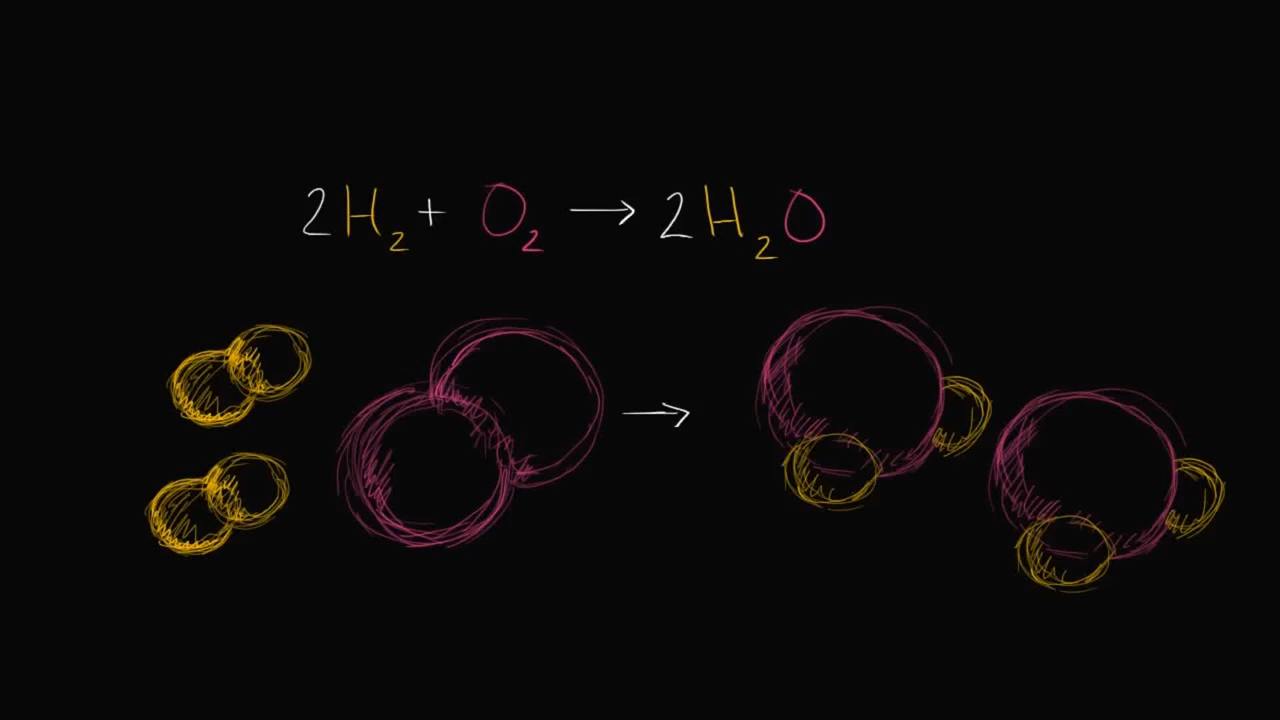 2H₂ + O₂ → 2H₂O